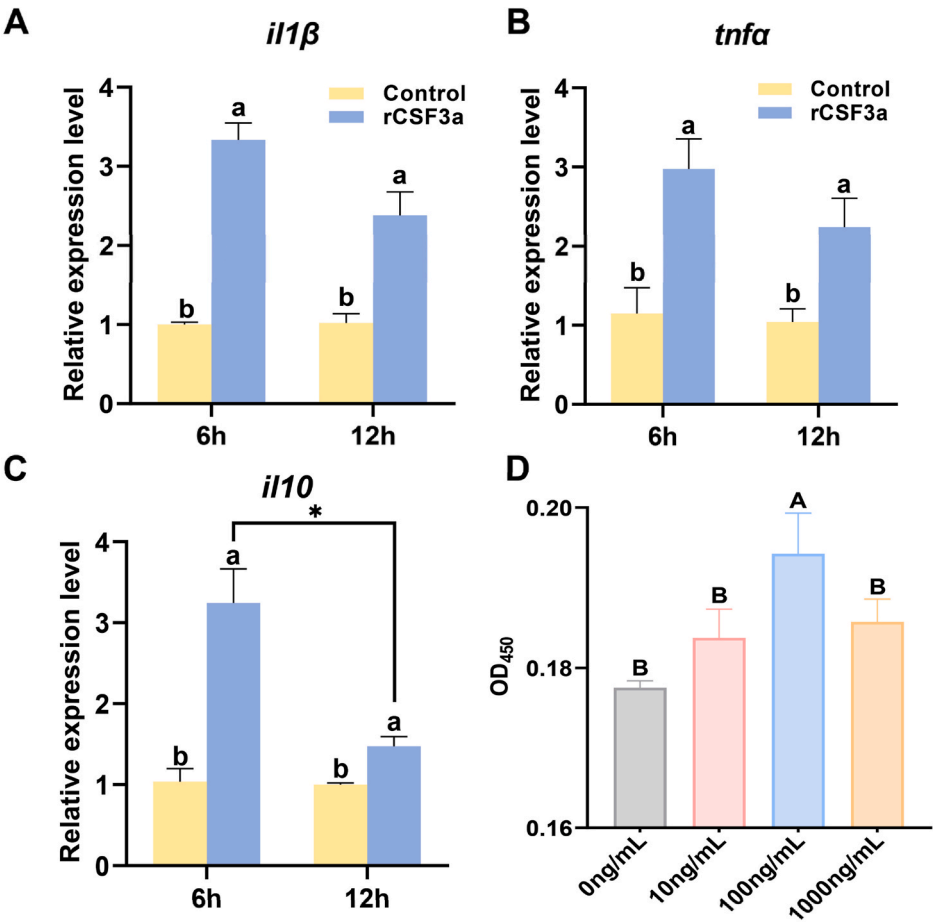 A
il1β
Relative expression level
4
3
2
1
0
Control
rCSF3a
b
a
b
a
6h
12h
B
tnfα
Relative expression level
4
3
2
1
0
Control
rCSF3a
b
a
b
a
6h
12h
C
il10
Relative expression level
4
3
2
1
0
*
b
a
b
a
6h
12h
D
OD450
0.20
0.18
0.16
B
B
A
B
0ng/mL
10ng/mL
100ng/mL
1000ng/mL